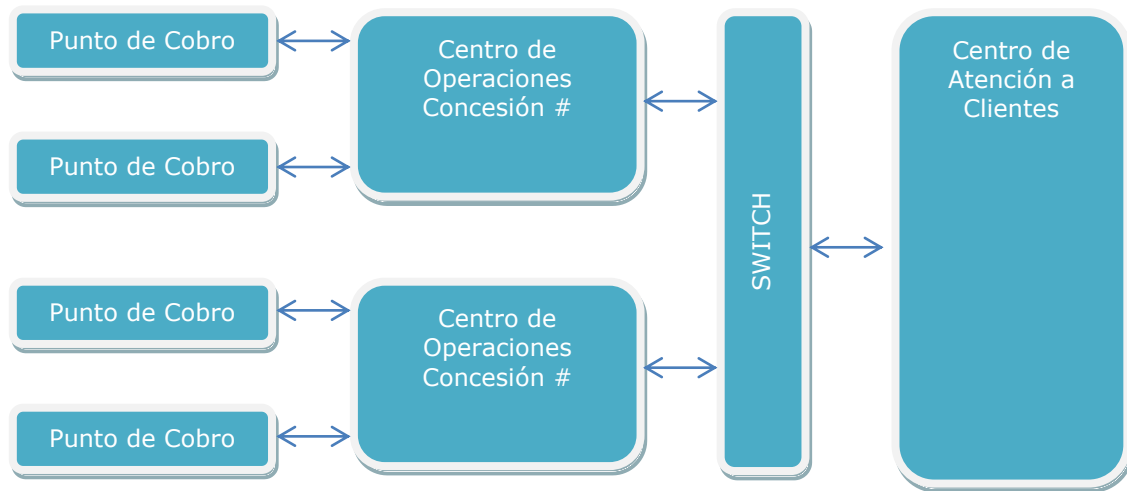 Punto de Cobro
Punto de Cobro
Centro de
Operaciones
Concesión #
Punto de Cobro
Punto de Cobro
Centro de
Operaciones
Concesión #
SWITCH
Centro de
Atención a
Clientes